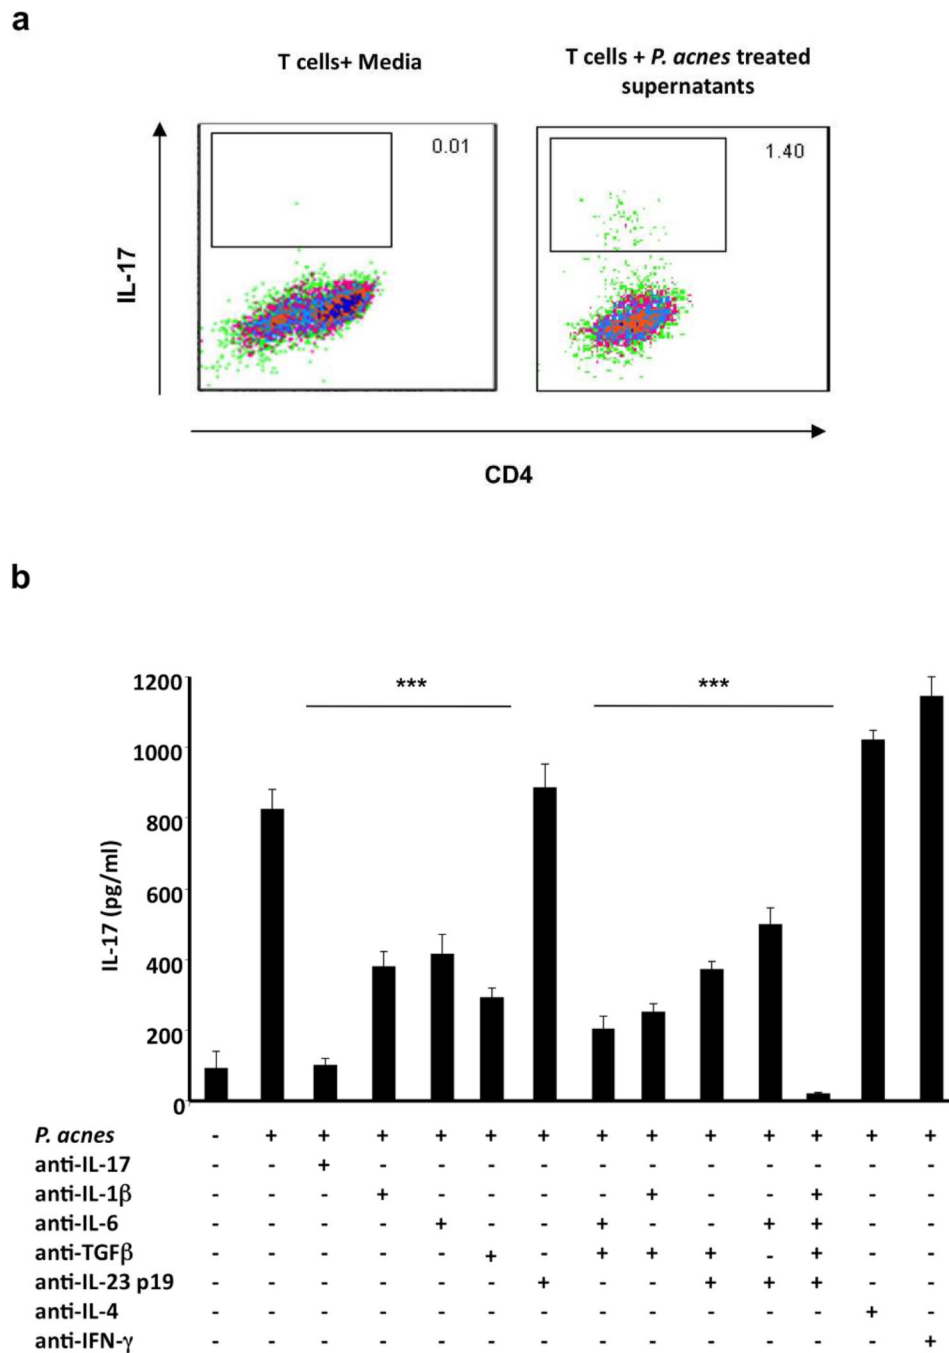 a
T cells+ Media
T cells + P. acnes treated
supernatants
0.01
1.40
IL-17
CD4
b
1200
1000
800
600
400
200
0
IL-17 (pg/ml)
***
***
P. acnes - + + + + + + + + + + + + +
anti-IL-17 - - + - - - - - - - - - - -
anti-IL-1β - - - + - - - - + - - + - -
anti-IL-6 - - - - + - - + - - + + - -
anti-TGFβ - - - - - + - + + + - + - -
anti-IL-23 p19 - - - - - - + - - + + + - -
anti-IL-4 - - - - - - - - - - - - + -
anti-IFN-γ - - - - - - - - - - - - - +